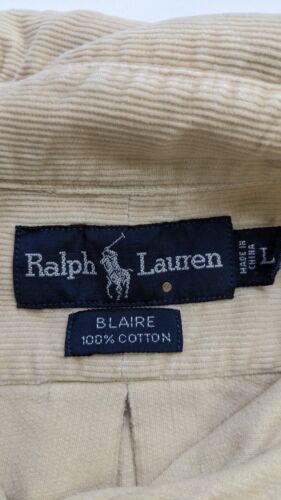 Ralph Lauren
MADE IN
CHINA
L
BLAIRE
100% COTTON